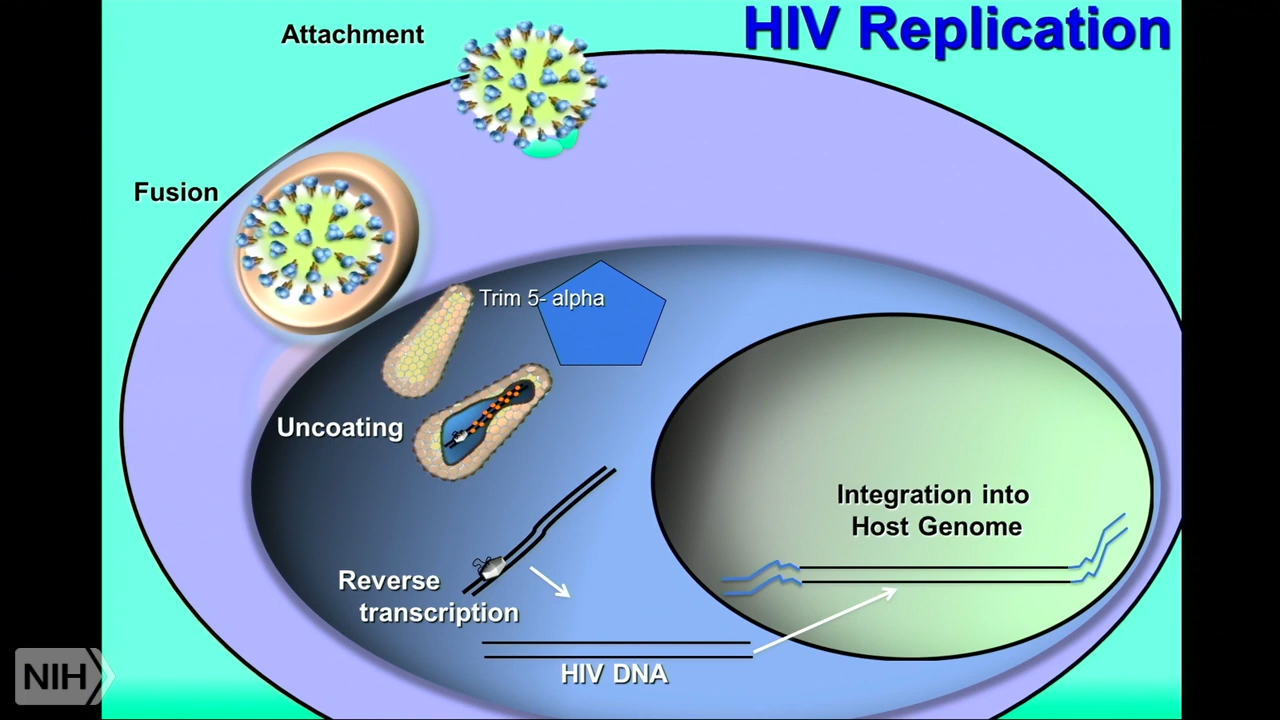 HIV Replication
Attachment
Fusion
Trim 5- alpha
Uncoating
Integration into
Host Genome
Reverse
transcription
HIV DNA
NIH